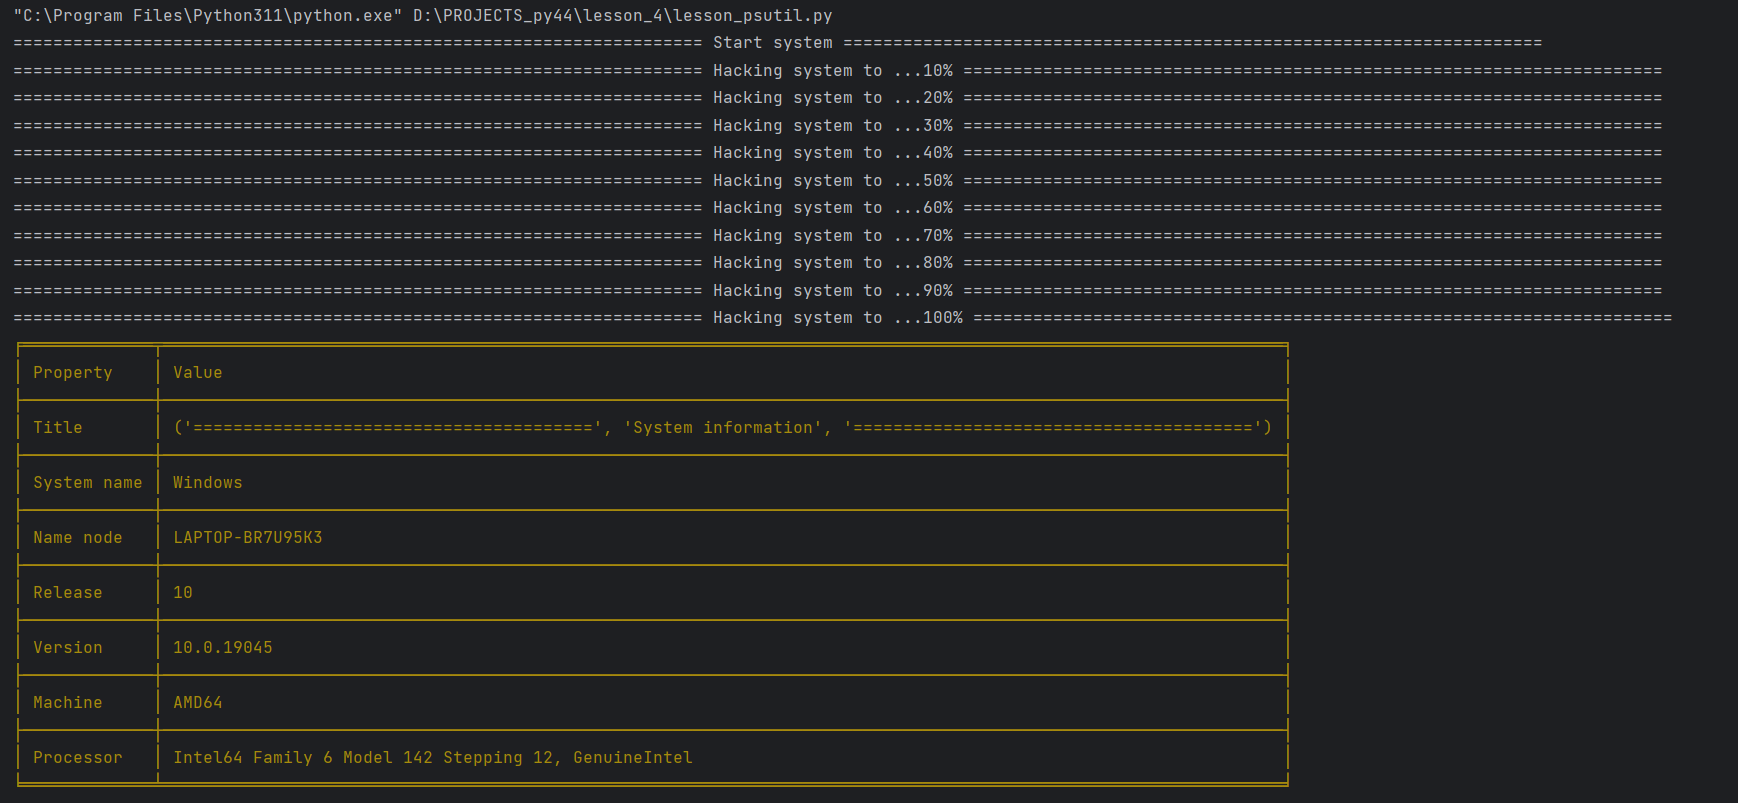 "C:\Program Files\Python311\python.exe" D:\PROJECTS_py44\lesson_4\lesson_psutil.py
===================================================================== Start system ======================================================================
===================================================================== Hacking system to ...10% ======================================================================
===================================================================== Hacking system to ...20% ======================================================================
===================================================================== Hacking system to ...30% ======================================================================
===================================================================== Hacking system to ...40% ======================================================================
===================================================================== Hacking system to ...50% ======================================================================
===================================================================== Hacking system to ...60% ======================================================================
===================================================================== Hacking system to ...70% ======================================================================
===================================================================== Hacking system to ...80% ======================================================================
===================================================================== Hacking system to ...90% ======================================================================
===================================================================== Hacking system to ...100% ======================================================================
Property Value
Title ('========================================', 'System information', '========================================')
System name Windows
Name node LAPTOP-BR7U95K3
Release 10
Version 10.0.19045
Machine AMD64
Processor Intel64 Family 6 Model 142 Stepping 12, GenuineIntel